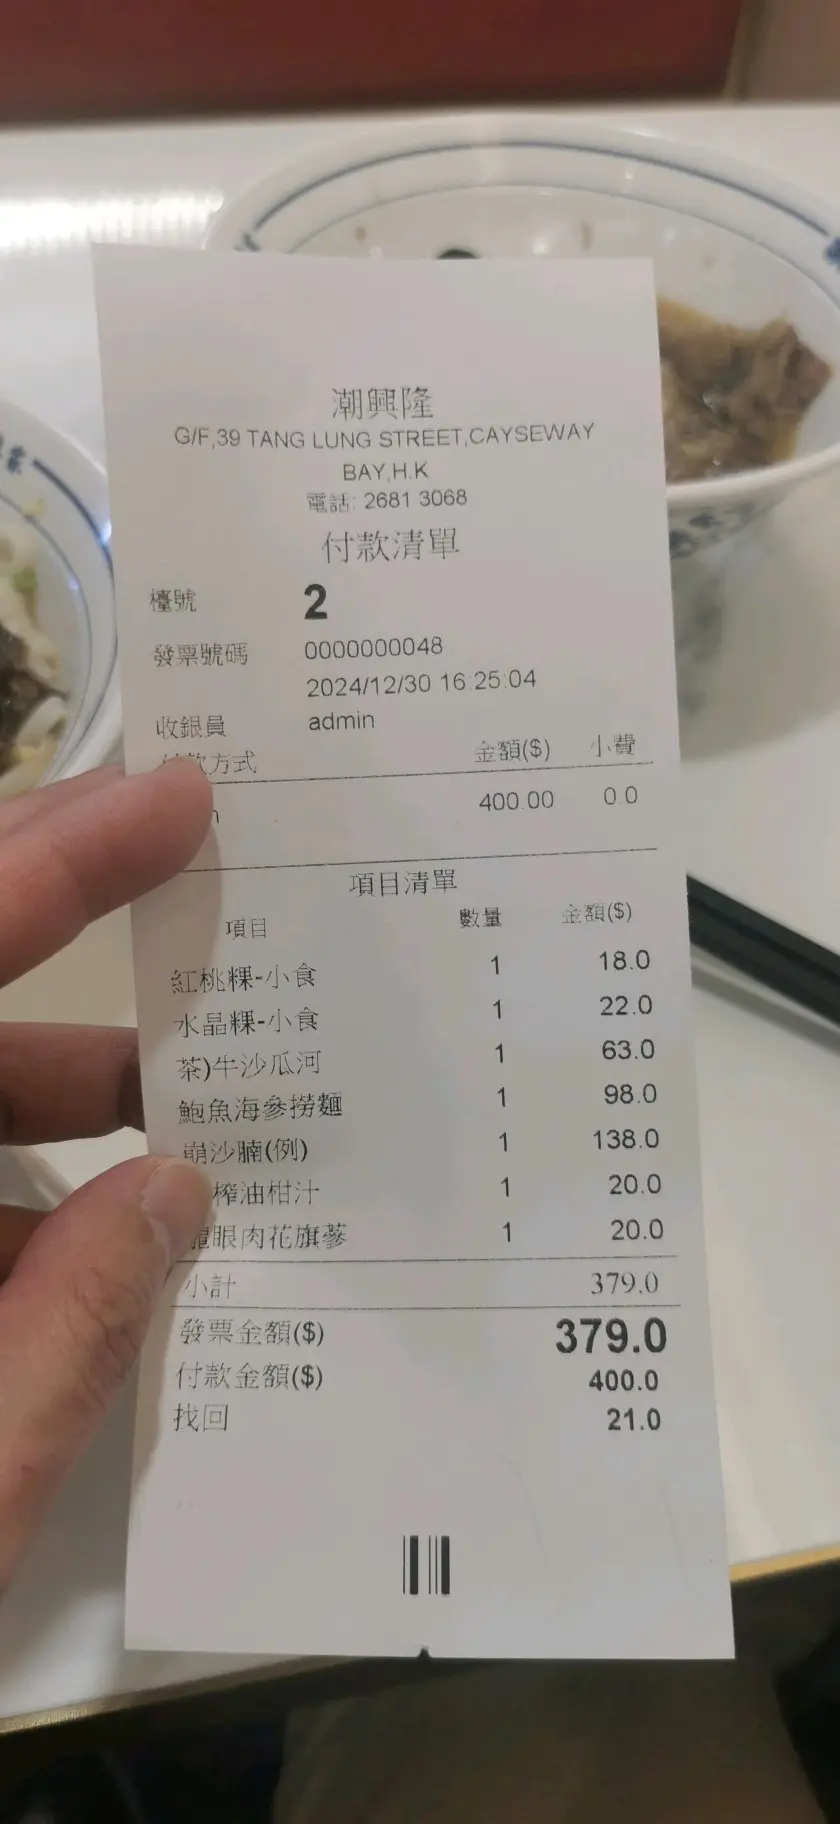 潮興隆
G/F,39 TANG LUNG STREET,CAYSEWAY
BAY,H.K
電話: 2681 3068
付款清單
檯號 2
發票號碼 0000000048
2024/12/30 16:25:04
收銀員 admin
方式 金額($) 小費
400.00 0.0
項目清單
項目 數量 金額($)
紅桃粿-小食 1 18.0
水晶粿-小食 1 22.0
茶)牛沙瓜河 1 63.0
鮑魚海參撈麵 1 98.0
崩沙腩(例) 1 138.0
榨油柑汁 1 20.0
龍眼肉花旗蔘 1 20.0
小計 379.0
發票金額($) 379.0
付款金額($) 400.0
找回 21.0